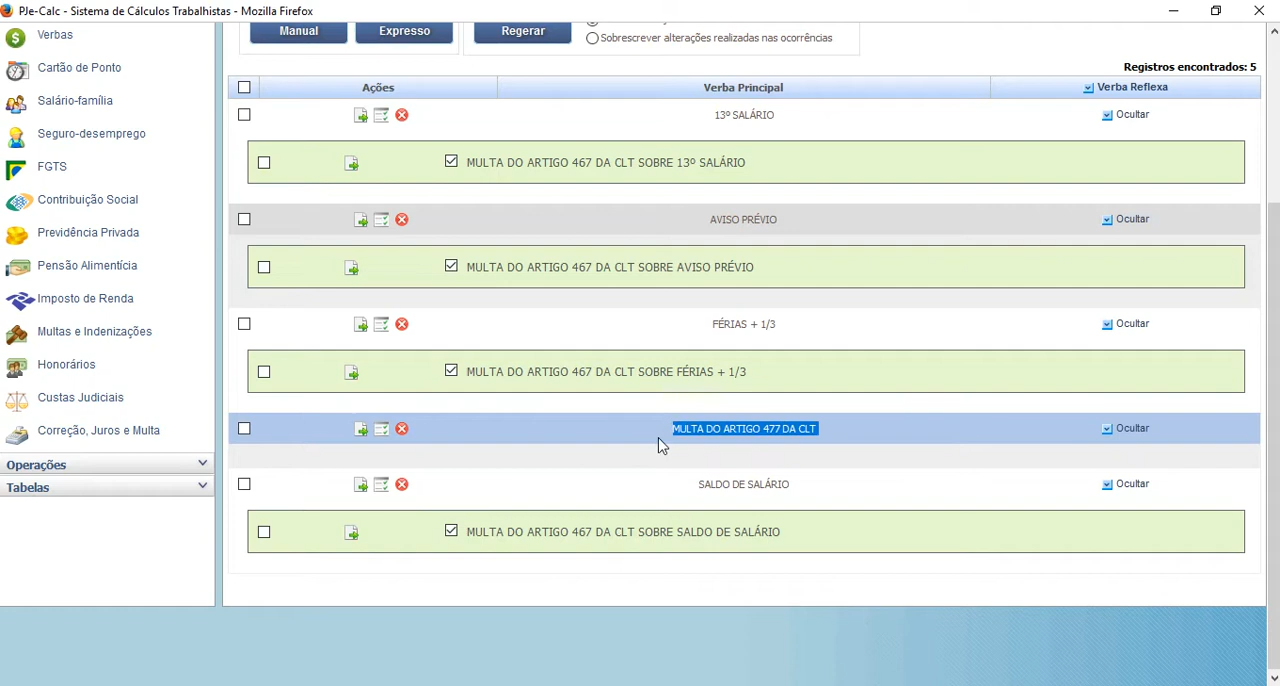 PJe-Calc - Sistema de Cálculos Trabalhistas - Mozilla Firefox
Verbas
Cartão de Ponto
Salário-família
Seguro-desemprego
FGTS
Contribuição Social
Previdência Privada
Pensão Alimentícia
Imposto de Renda
Multas e Indenizações
Honorários
Custas Judiciais
Correção, Juros e Multa
Operações
Tabelas
Manual Expresso Regerar
Sobrescrever alterações realizadas nas ocorrências
Registros encontrados: 5
Ações Verba Principal Verba Reflexa
13º SALÁRIO Ocultar
MULTA DO ARTIGO 467 DA CLT SOBRE 13º SALÁRIO
AVISO PRÉVIO Ocultar
MULTA DO ARTIGO 467 DA CLT SOBRE AVISO PRÉVIO
FÉRIAS + 1/3 Ocultar
MULTA DO ARTIGO 467 DA CLT SOBRE FÉRIAS + 1/3
MULTA DO ARTIGO 477 DA CLT Ocultar
SALDO DE SALÁRIO Ocultar
MULTA DO ARTIGO 467 DA CLT SOBRE SALDO DE SALÁRIO